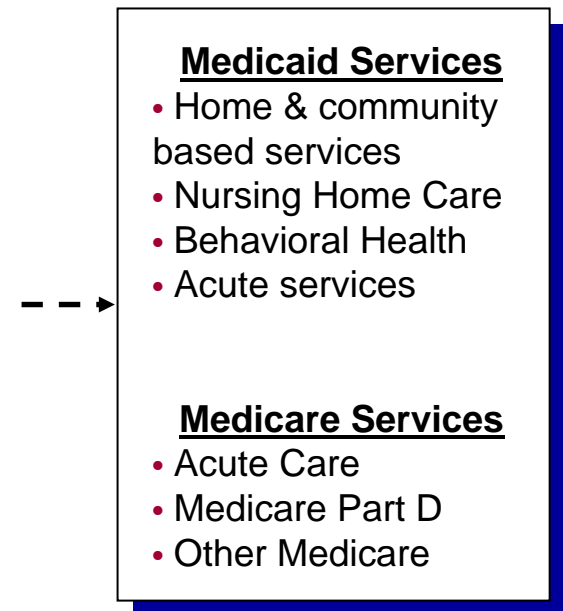 Medicaid Services
• Home & community
based services
• Nursing Home Care
• Behavioral Health
• Acute services
Medicare Services
• Acute Care
• Medicare Part D
• Other Medicare